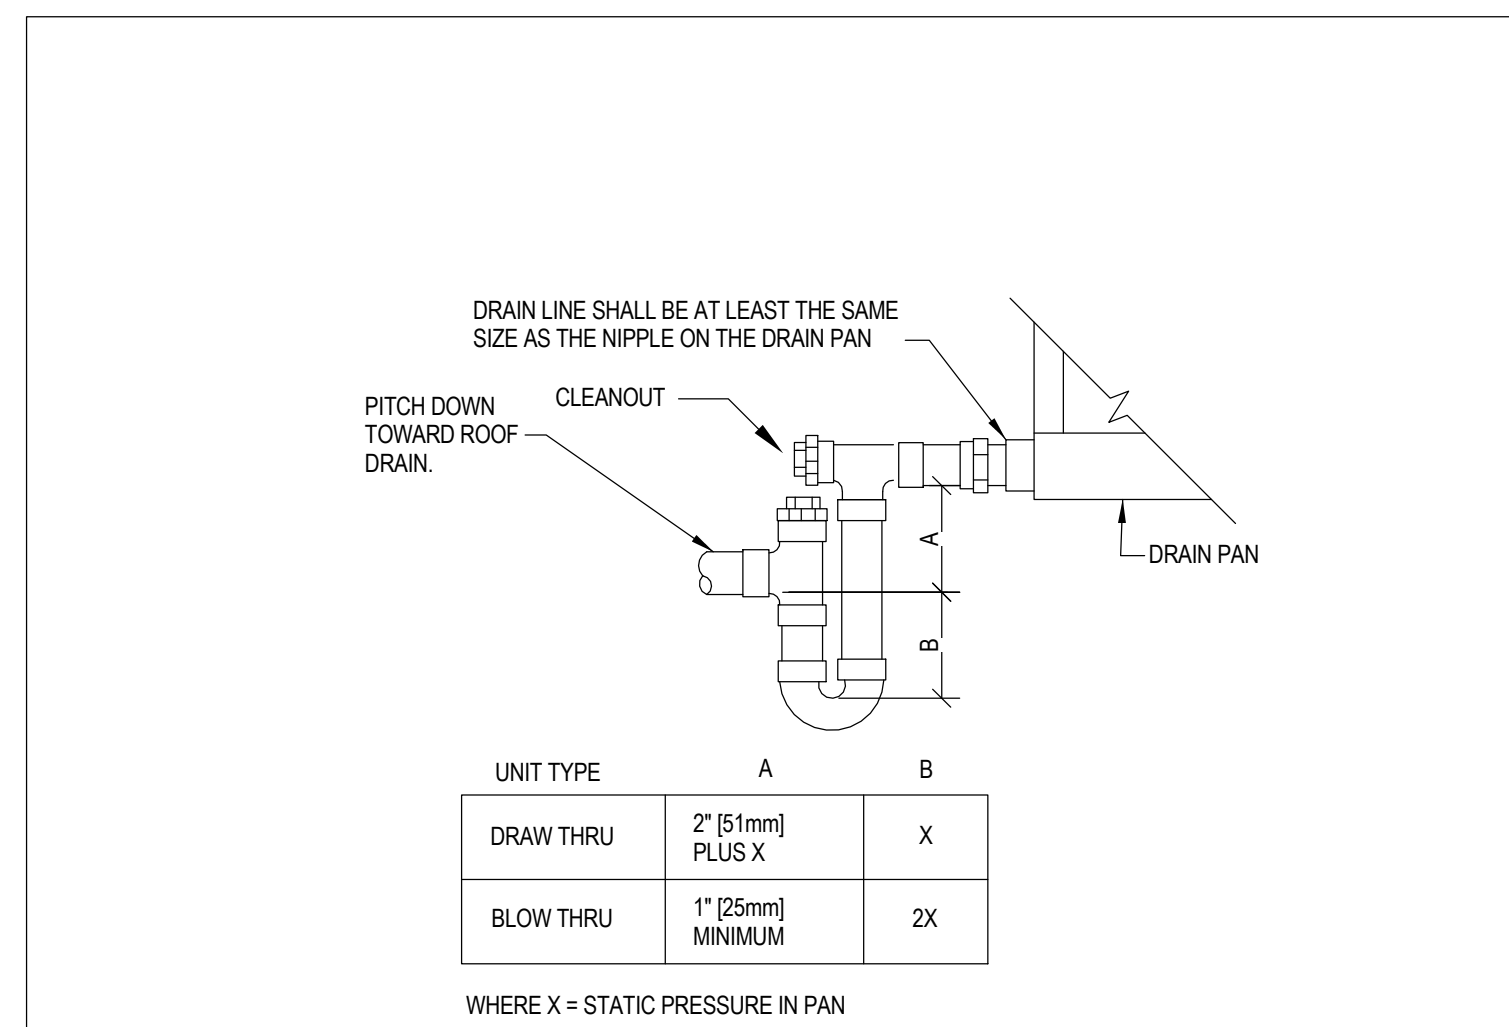 DRAIN LINE SHALL BE AT LEAST THE SAME
SIZE AS THE NIPPLE ON THE DRAIN PAN
CLEANOUT
PITCH DOWN
TOWARD ROOF
DRAIN.
A
DRAIN PAN
B
UNIT TYPE A B
DRAW THRU 2" [51mm] X
PLUS X
BLOW THRU 1" [25mm] 2X
MINIMUM
WHERE X = STATIC PRESSURE IN PAN